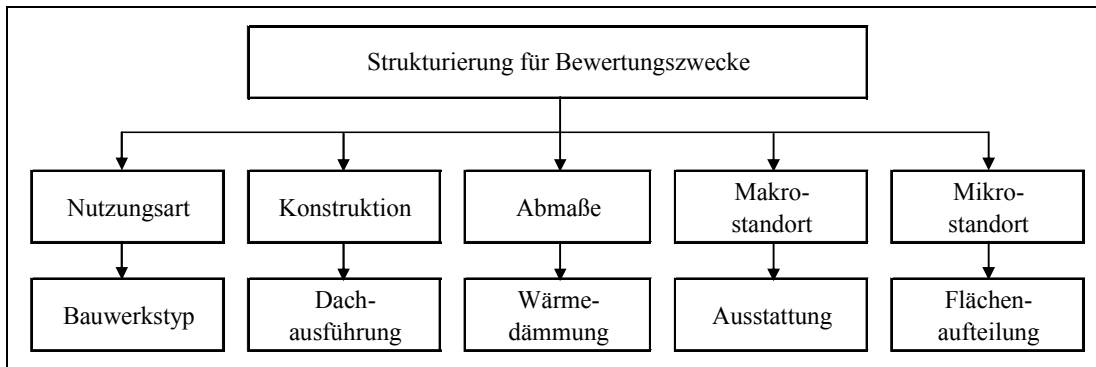 Strukturierung für Bewertungszwecke
Nutzungsart
Konstruktion
Abmaße
Makro-
standort
Mikro-
standort
Bauwerkstyp
Dach-
ausführung
Wärme-
dämmung
Ausstattung
Flächen-
aufteilung